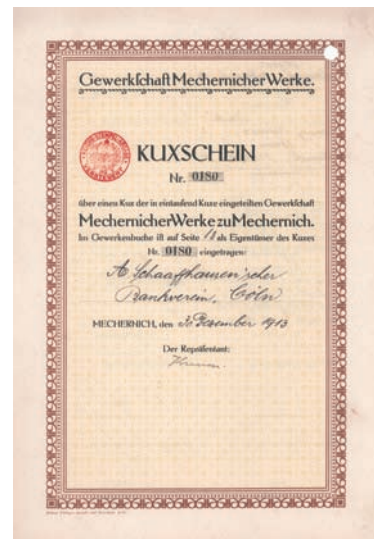 Gewerkſchaft Mechernicher Werke.
KUXSCHEIN
Nr. 0180
über einen Kux der in eintauſend Kuxe eingeteilten Gewerkſchaft
Mechernicher Werke zu Mechernich.
Im Gewerkenbuche iſt auf Seite als Eigentümer des Kuxes
Nr. 0180 eingetragen:
A Schaaffhausen'scher
Bankverein, Cöln
MECHERNICH, den Dezember 1913
Der Repräſentant: